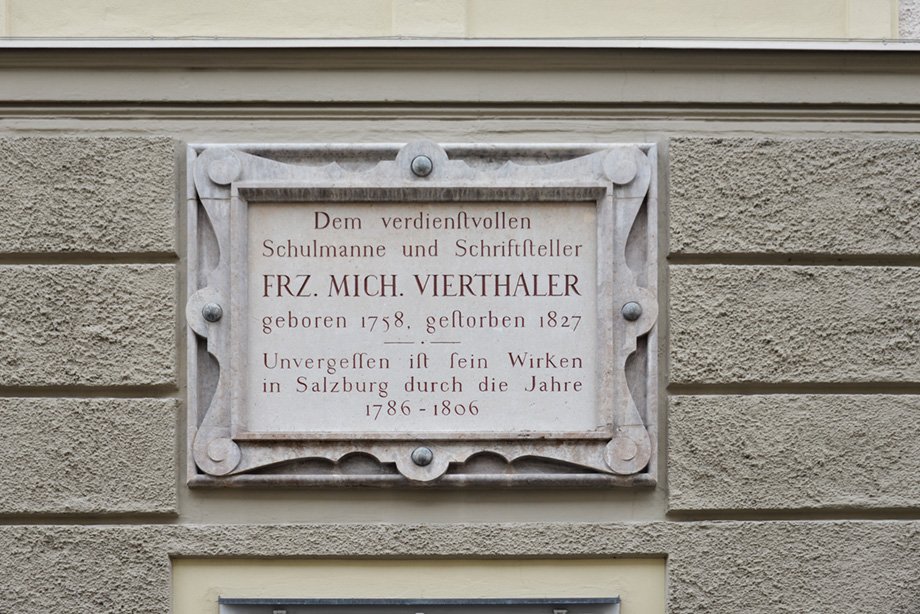 Dem verdienſtvollen
Schulmanne und Schriftſteller
FRZ. MICH. VIERTHALER
geboren 1758, geſtorben 1827
Unvergeſſen iſt ſein Wirken
in Salzburg durch die Jahre
1786 - 1806